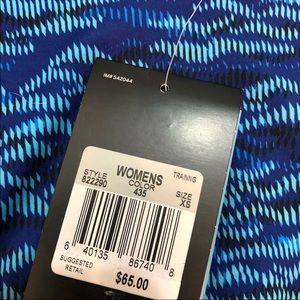 IM# 542044
WOMENS
TRAINING
STYLE
COLOR
SIZE
822290
435
XS
6 40135 86740 8
SUGGESTED
RETAIL
$65.00